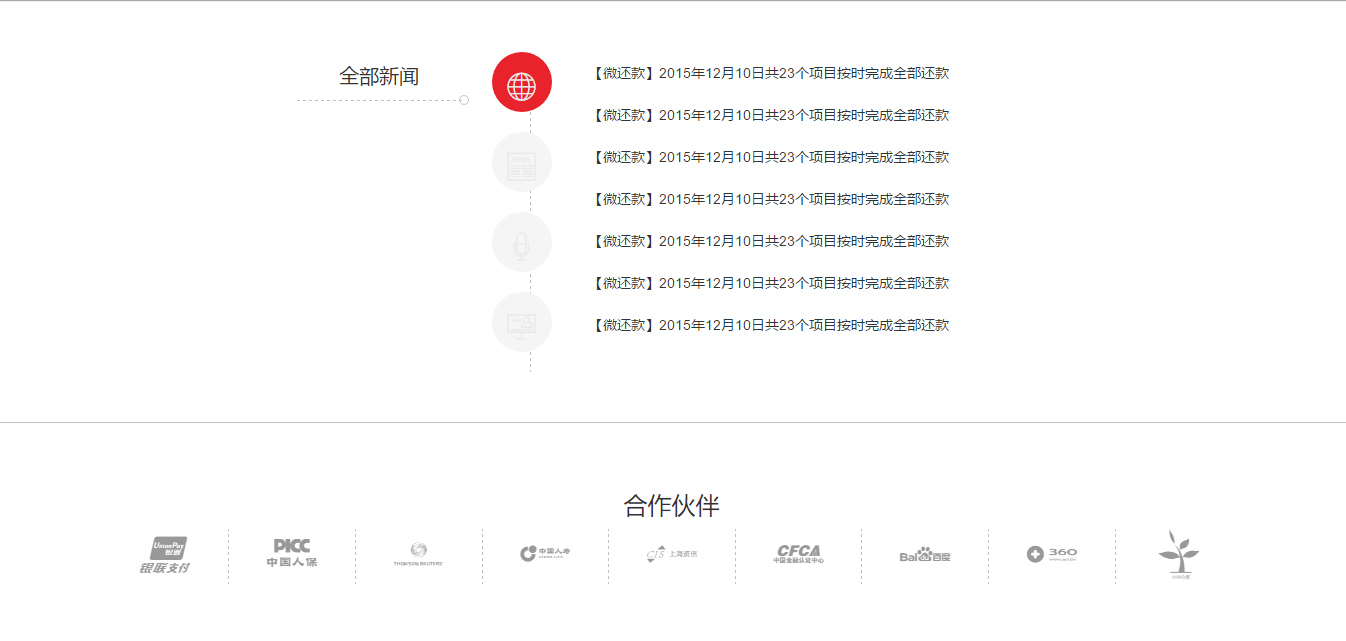 全部新闻
【微还款】2015年12月10日共23个项目按时完成全部还款
【微还款】2015年12月10日共23个项目按时完成全部还款
【微还款】2015年12月10日共23个项目按时完成全部还款
【微还款】2015年12月10日共23个项目按时完成全部还款
【微还款】2015年12月10日共23个项目按时完成全部还款
【微还款】2015年12月10日共23个项目按时完成全部还款
【微还款】2015年12月10日共23个项目按时完成全部还款
合作伙伴
UnionPay
银联
银联支付
PICC
中国人保
THOMSON REUTERS
中国人寿
CIS 上海资信
CFCA
中国金融认证中心
Bai百度
360